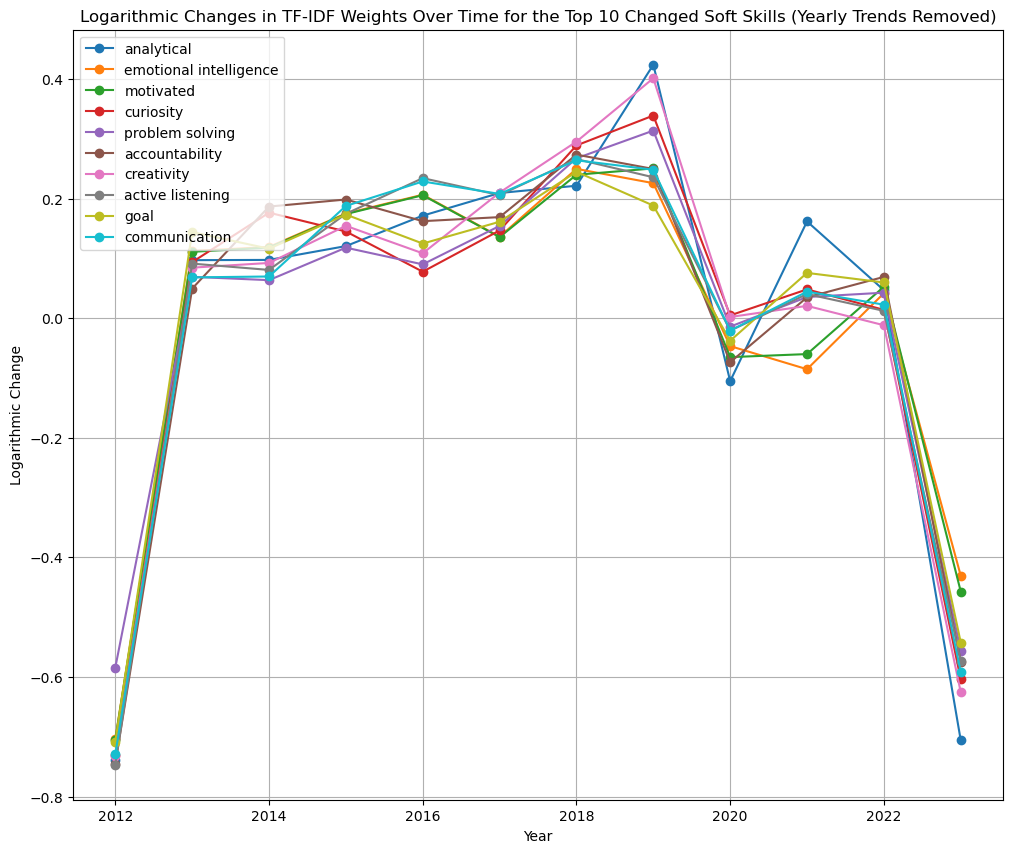 Logarithmic Changes in TF-IDF Weights Over Time for the Top 10 Changed Soft Skills (Yearly Trends Removed)
analytical
emotional intelligence
motivated
curiosity
problem solving
accountability
creativity
active listening
goal
communication
0.4
0.2
0.0
−0.2
−0.4
−0.6
−0.8
Logarithmic Change
2012
2014
2016
2018
2020
2022
Year